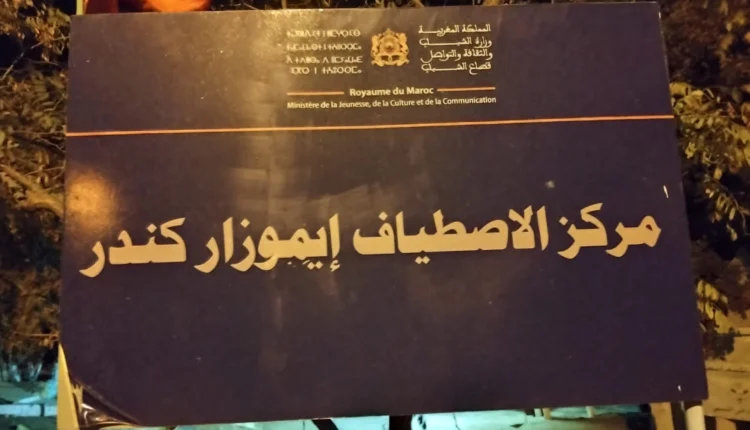 المملكة المغربية
وزارة الشباب
والثقافة والتواصل
قطاع الشباب
Royaume du Maroc
Ministère de la Jeunesse, de la Culture et de la Communication
مركز الاصطياف إيموزار كندر